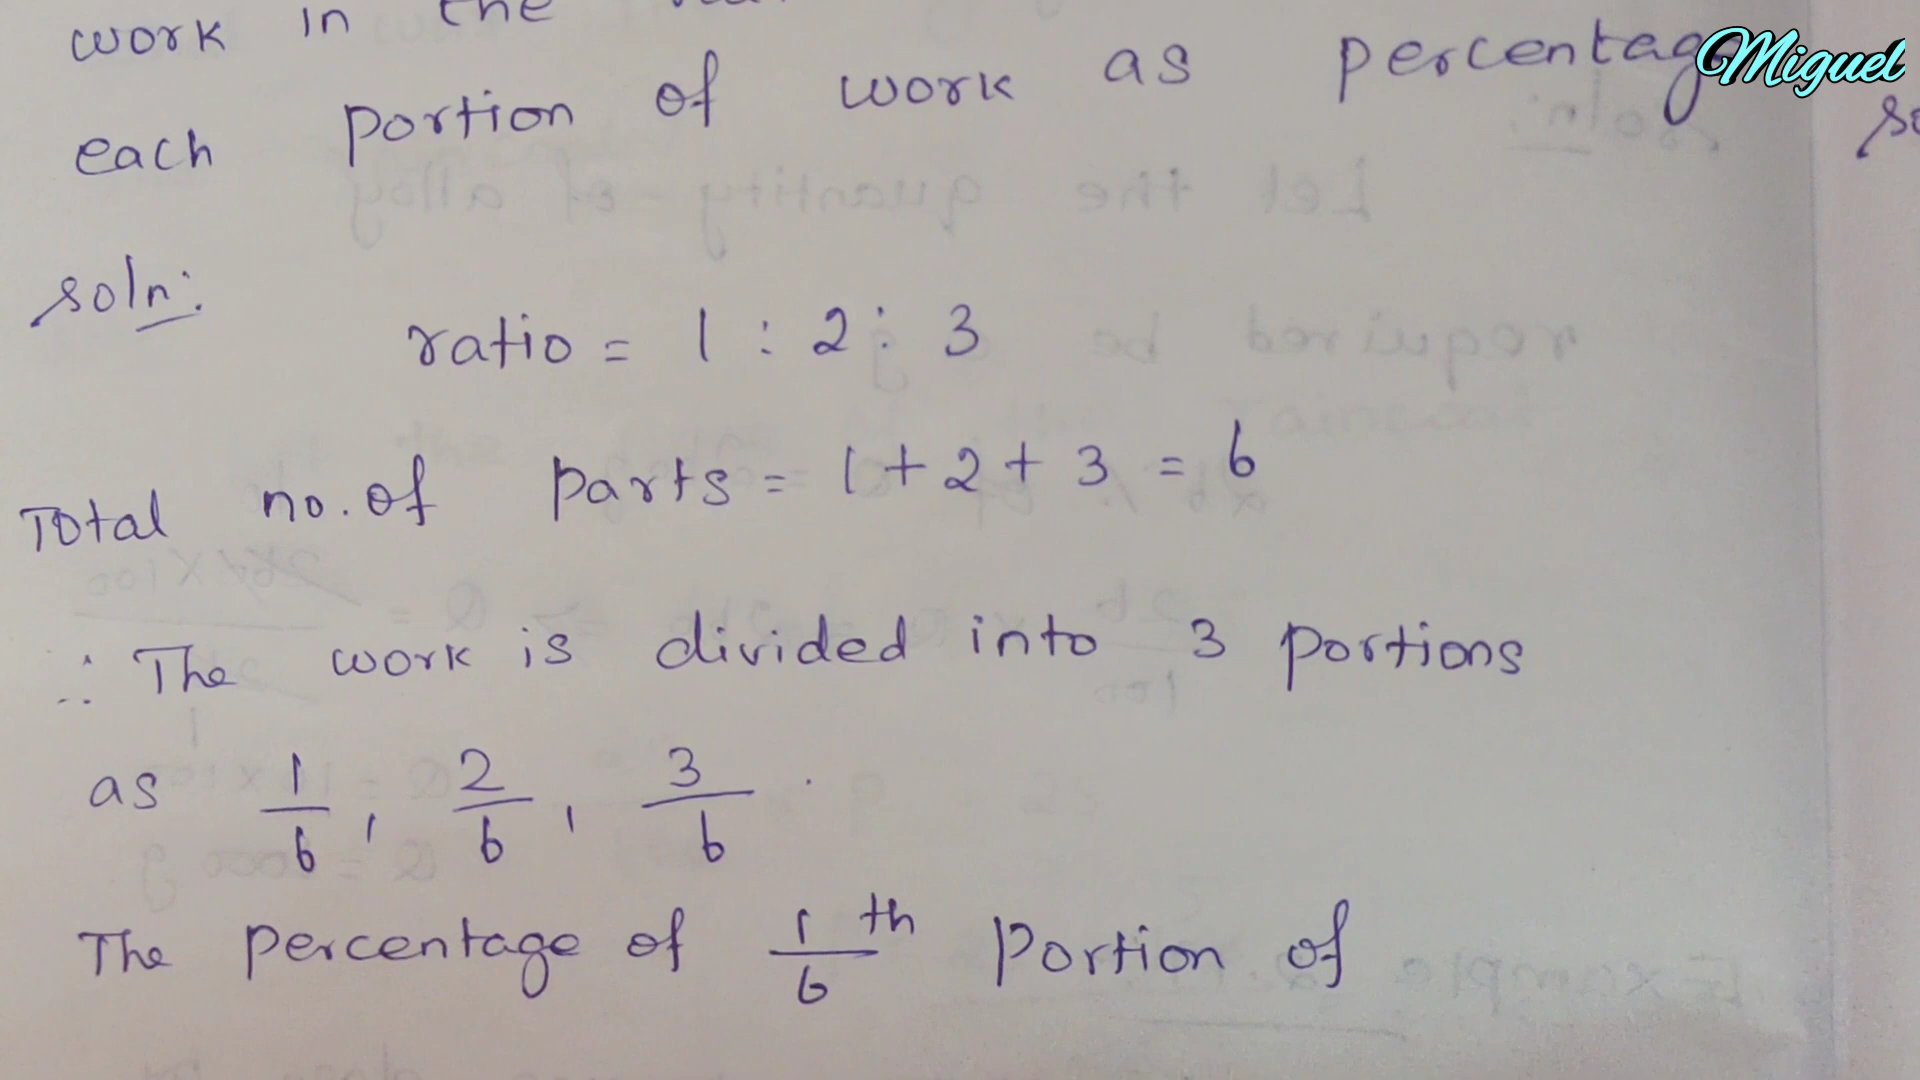 work in the
each portion of work as percentage
soln:
ratio = 1 : 2 : 3
Total no. of parts = 1 + 2 + 3 = 6
∴ The work is divided into 3 portions
as 1/6, 2/6, 3/6.
The percentage of 1/6 th portion of
Miguel